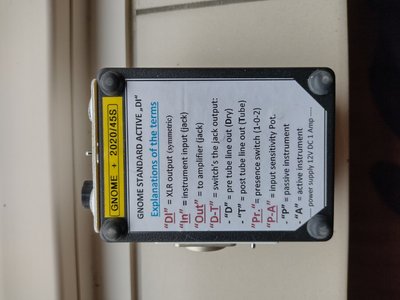 GNOME + 2020/45S
GNOME STANDARD ACTIVE „DI“
Explanations of the terms
“DI” = XLR output (symmetric)
“In” = instrument input (jack)
“Out” = to amplifier (jack)
“D-T” = switch's the jack output:
- “D” = pre tube line out (Dry)
- “T” = post tube line out (Tube)
“Pr.”= presence switch (1-0-2)
“P-A” = input sensitivity Pot.
- “P” = passive instrument
- “A” = active instrument
---- power supply 12V DC 1 Amp ----